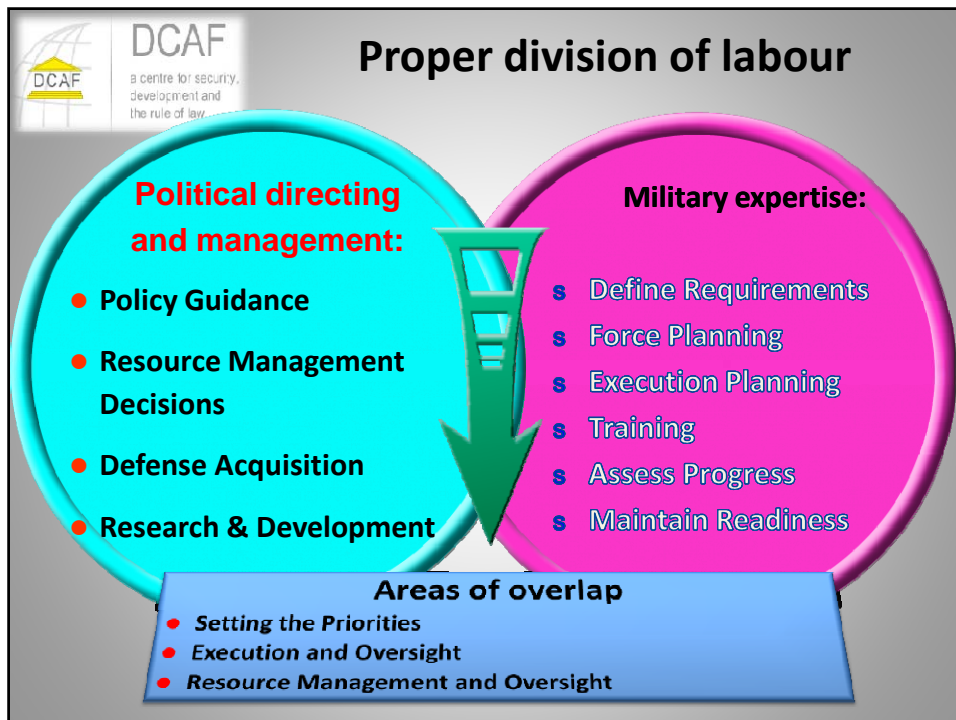 DCAF
DCAF
a centre for security,
development and
the rule of law
Proper division of labour
Political directing
and management:
● Policy Guidance
● Resource Management
Decisions
● Defense Acquisition
● Research & Development
Military expertise:
s Define Requirements
s Force Planning
s Execution Planning
s Training
s Assess Progress
s Maintain Readiness
Areas of overlap
● Setting the Priorities
● Execution and Oversight
● Resource Management and Oversight